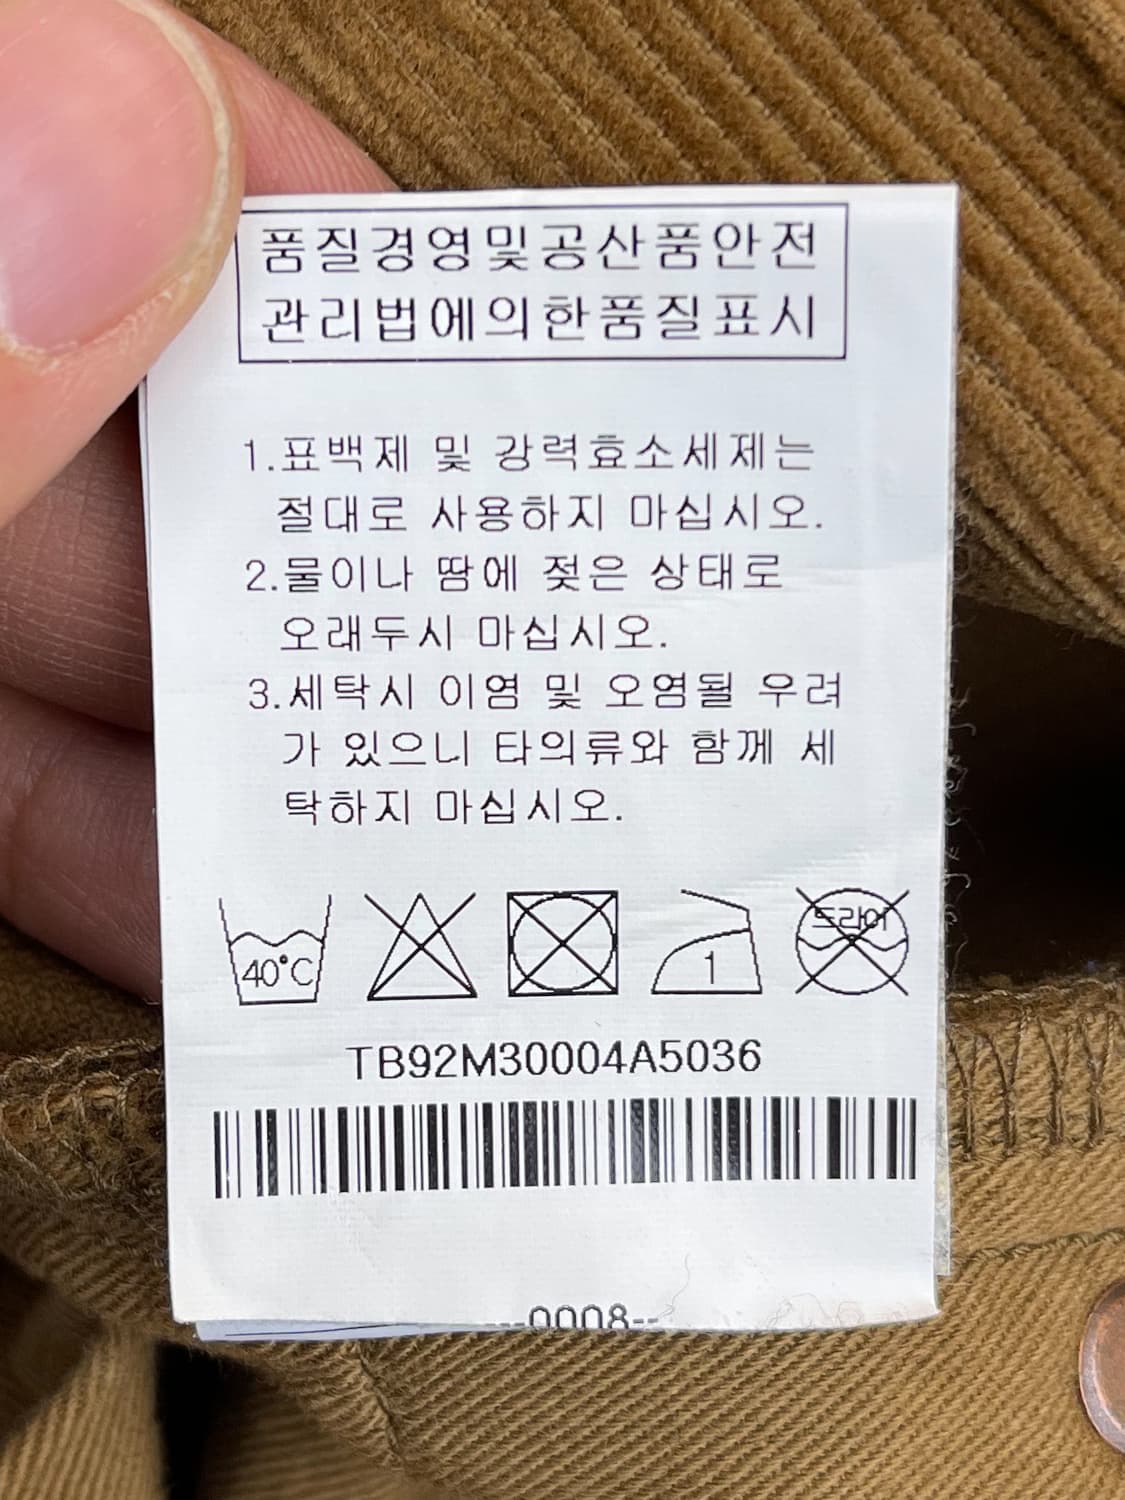 품질경영및공산품안전
관리법에의한품질표시
1.표백제 및 강력효소세제는
절대로 사용하지 마십시오.
2.물이나 땀에 젖은 상태로
오래두시 마십시오.
3.세탁시 이염 및 오염될 우려
가 있으니 타의류와 함께 세
탁하지 마십시오.
40°C
1
드라이
TB92M30004A5036
--0008--